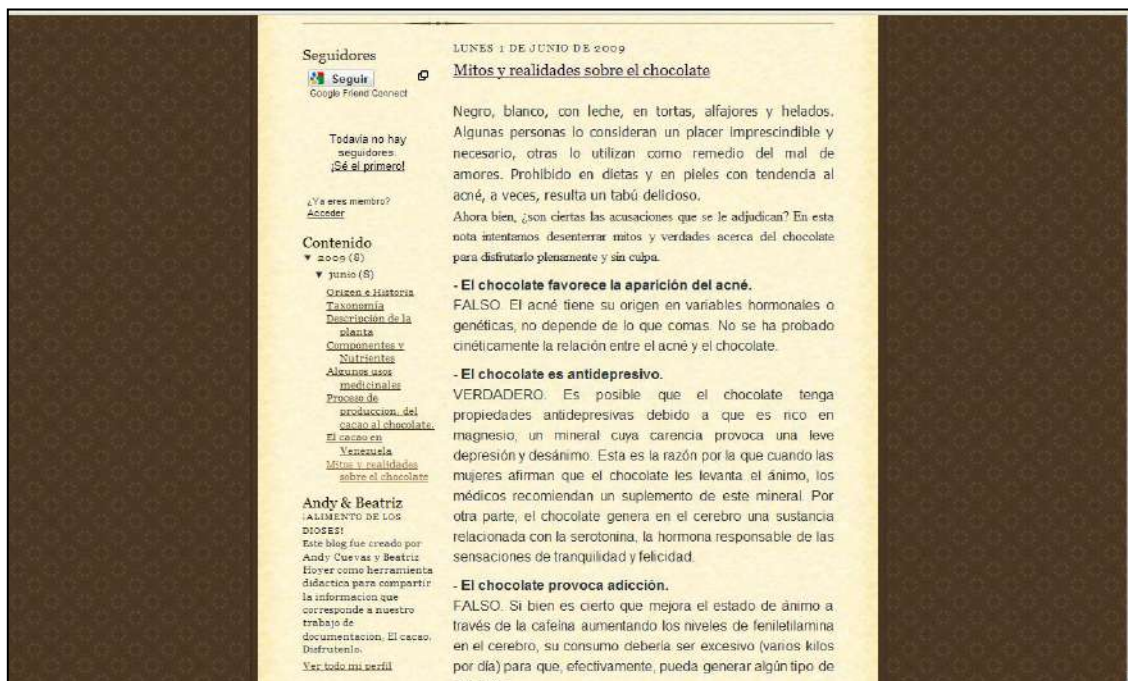 Seguidores
Seguir
Google Friend Connect
Todavía no hay
seguidores.
¡Sé el primero!
¿Ya eres miembro?
Acceder
Contenido
▼ 2009 (8)
▼ junio (8)
Origen e Historia
Taxonomía
Descripción de la
planta
Componentes y
Nutrientes
Algunos usos
medicinales
Proceso de
produccion, del
cacao al chocolate.
El cacao en
Venezuela
Mitos y realidades
sobre el chocolate
Andy & Beatriz
¡ALIMENTO DE LOS
DIOSES!
Este blog fue creado por
Andy Cuevas y Beatriz
Hoyer como herramienta
didactica para compartir
la informacion que
corresponde a nuestro
trabajo de
documentacion, El cacao.
Disfrutenlo.
Ver todo mi perfil
LUNES 1 DE JUNIO DE 2009
Mitos y realidades sobre el chocolate
Negro, blanco, con leche, en tortas, alfajores y helados.
Algunas personas lo consideran un placer imprescindible y
necesario, otras lo utilizan como remedio del mal de
amores. Prohibido en dietas y en pieles con tendencia al
acné, a veces, resulta un tabú delicioso.
Ahora bien, ¿son ciertas las acusaciones que se le adjudican? En esta
nota intentamos desenterrar mitos y verdades acerca del chocolate
para disfrutarlo plenamente y sin culpa.
- El chocolate favorece la aparición del acné.
FALSO. El acné tiene su origen en variables hormonales o
genéticas, no depende de lo que comas. No se ha probado
cinéticamente la relación entre el acné y el chocolate.
- El chocolate es antidepresivo.
VERDADERO. Es posible que el chocolate tenga
propiedades antidepresivas debido a que es rico en
magnesio, un mineral cuya carencia provoca una leve
depresión y desánimo. Esta es la razón por la que cuando las
mujeres afirman que el chocolate les levanta el ánimo, los
médicos recomiendan un suplemento de este mineral. Por
otra parte, el chocolate genera en el cerebro una sustancia
relacionada con la serotonina, la hormona responsable de las
sensaciones de tranquilidad y felicidad.
- El chocolate provoca adicción.
FALSO. Si bien es cierto que mejora el estado de ánimo a
través de la cafeína aumentando los niveles de feniletilamina
en el cerebro, su consumo debería ser excesivo (varios kilos
por día) para que, efectivamente, pueda generar algún tipo de